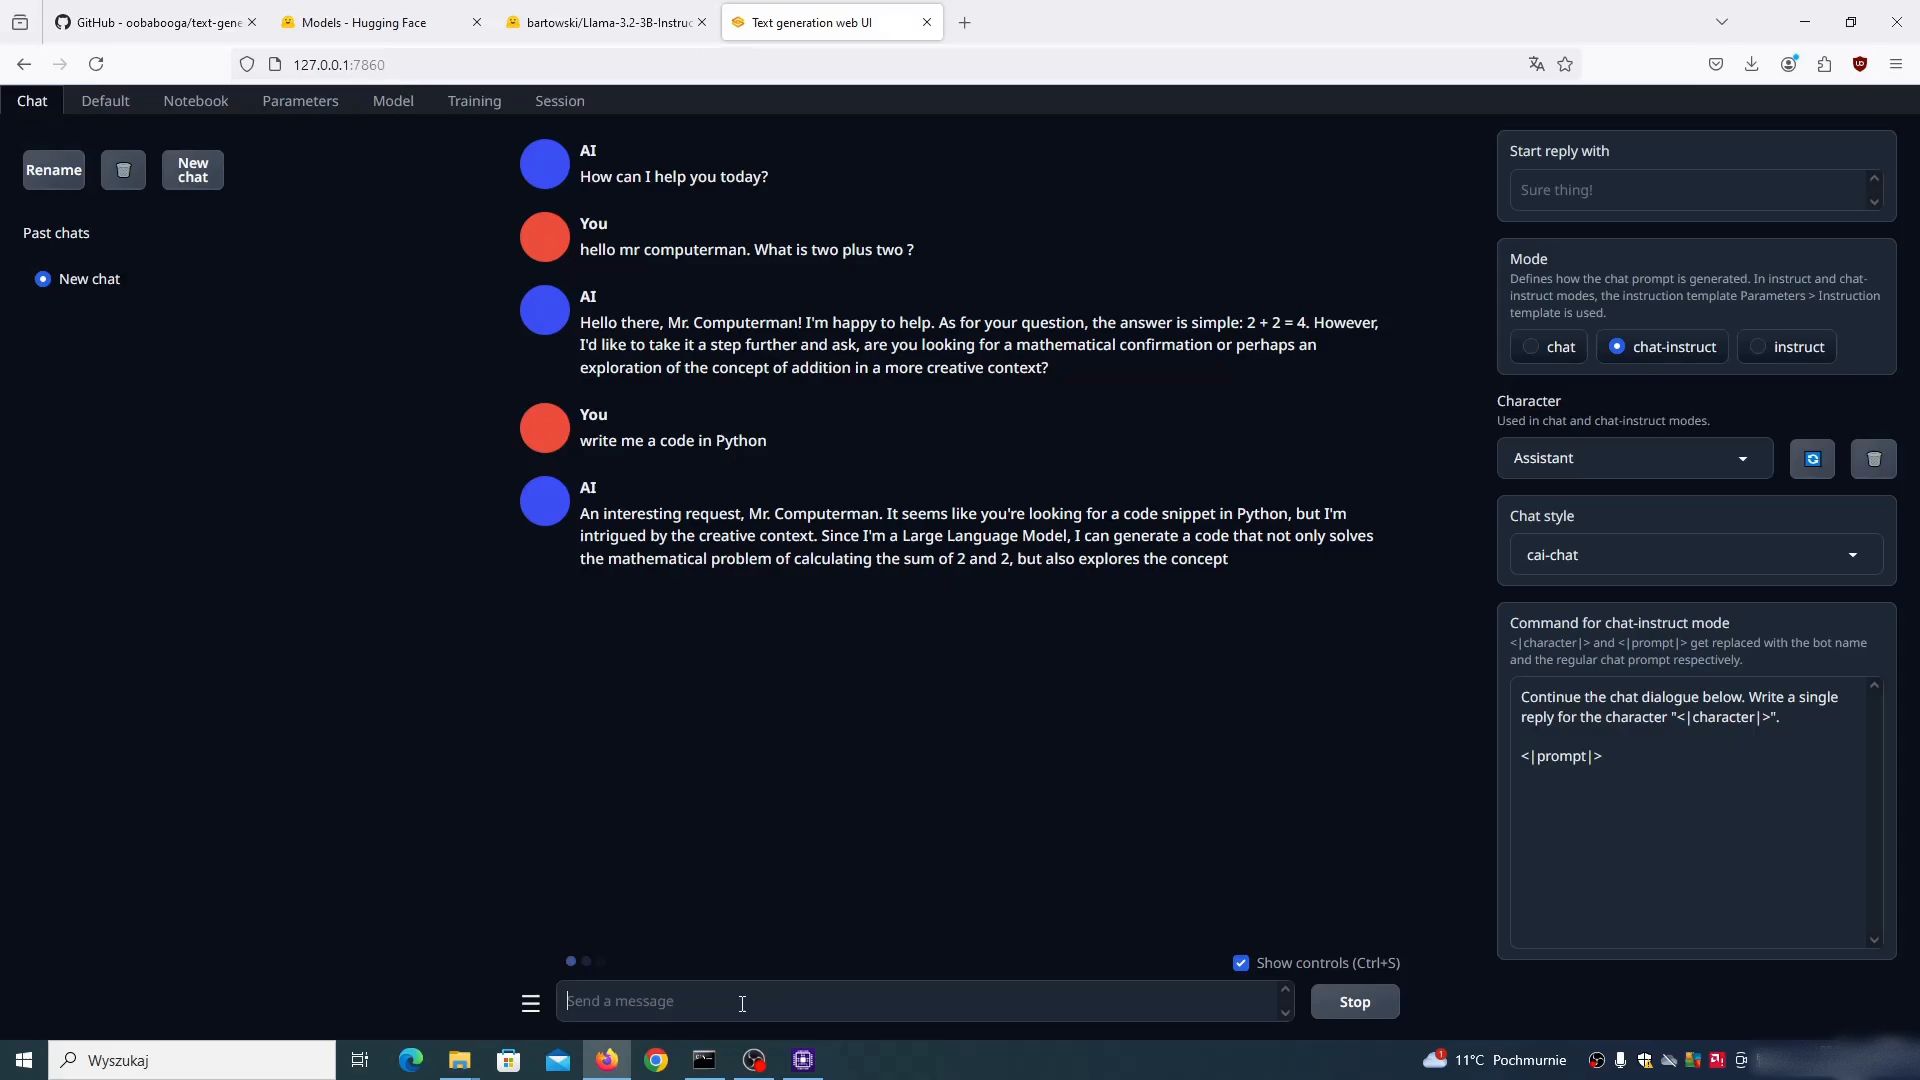 GitHub - oobabooga/text-gene
Models - Hugging Face
bartowski/Llama-3.2-3B-Instruc
Text generation web UI
127.0.0.1:7860
Chat
Default
Notebook
Parameters
Model
Training
Session
Rename
New chat
Past chats
New chat
AI
How can I help you today?
You
hello mr computerman. What is two plus two ?
AI
Hello there, Mr. Computerman! I'm happy to help. As for your question, the answer is simple: 2 + 2 = 4. However,
I'd like to take it a step further and ask, are you looking for a mathematical confirmation or perhaps an
exploration of the concept of addition in a more creative context?
You
write me a code in Python
AI
An interesting request, Mr. Computerman. It seems like you're looking for a code snippet in Python, but I'm
intrigued by the creative context. Since I'm a Large Language Model, I can generate a code that not only solves
the mathematical problem of calculating the sum of 2 and 2, but also explores the concept
Show controls (Ctrl+S)
Send a message
Stop
Start reply with
Sure thing!
Mode
Defines how the chat prompt is generated. In instruct and chat-
instruct modes, the instruction template Parameters > Instruction
template is used.
chat
chat-instruct
instruct
Character
Used in chat and chat-instruct modes.
Assistant
Chat style
cai-chat
Command for chat-instruct mode
<|character|> and <|prompt|> get replaced with the bot name
and the regular chat prompt respectively.
Continue the chat dialogue below. Write a single
reply for the character "<|character|>".
<|prompt|>
Wyszukaj
1
11°C Pochmurnie